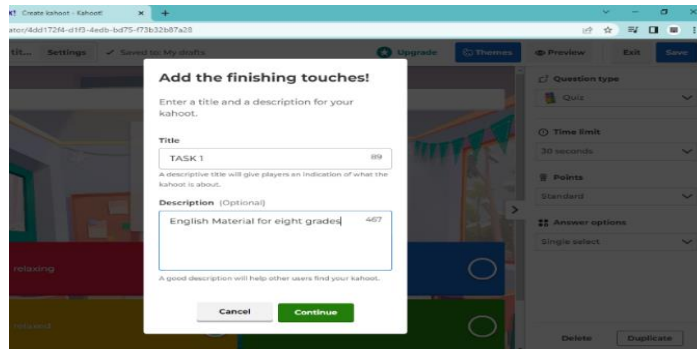 Create kahoot - Kahoot!
ator/4dd172f4-d1f3-4edb-bd75-f73b32b87a28
tit... Settings Saved to: My drafts Upgrade Themes Preview Exit Save
Add the finishing touches!
Enter a title and a description for your
kahoot.
Title
TASK 1 89
A descriptive title will give players an indication of what the
kahoot is about.
Description (Optional)
English Material for eight grades 467
A good description will help other users find your kahoot.
Cancel Continue
relaxing
relaxed
Question type
Quiz
Time limit
30 seconds
Points
Standard
Answer options
Single select
Delete Duplicate